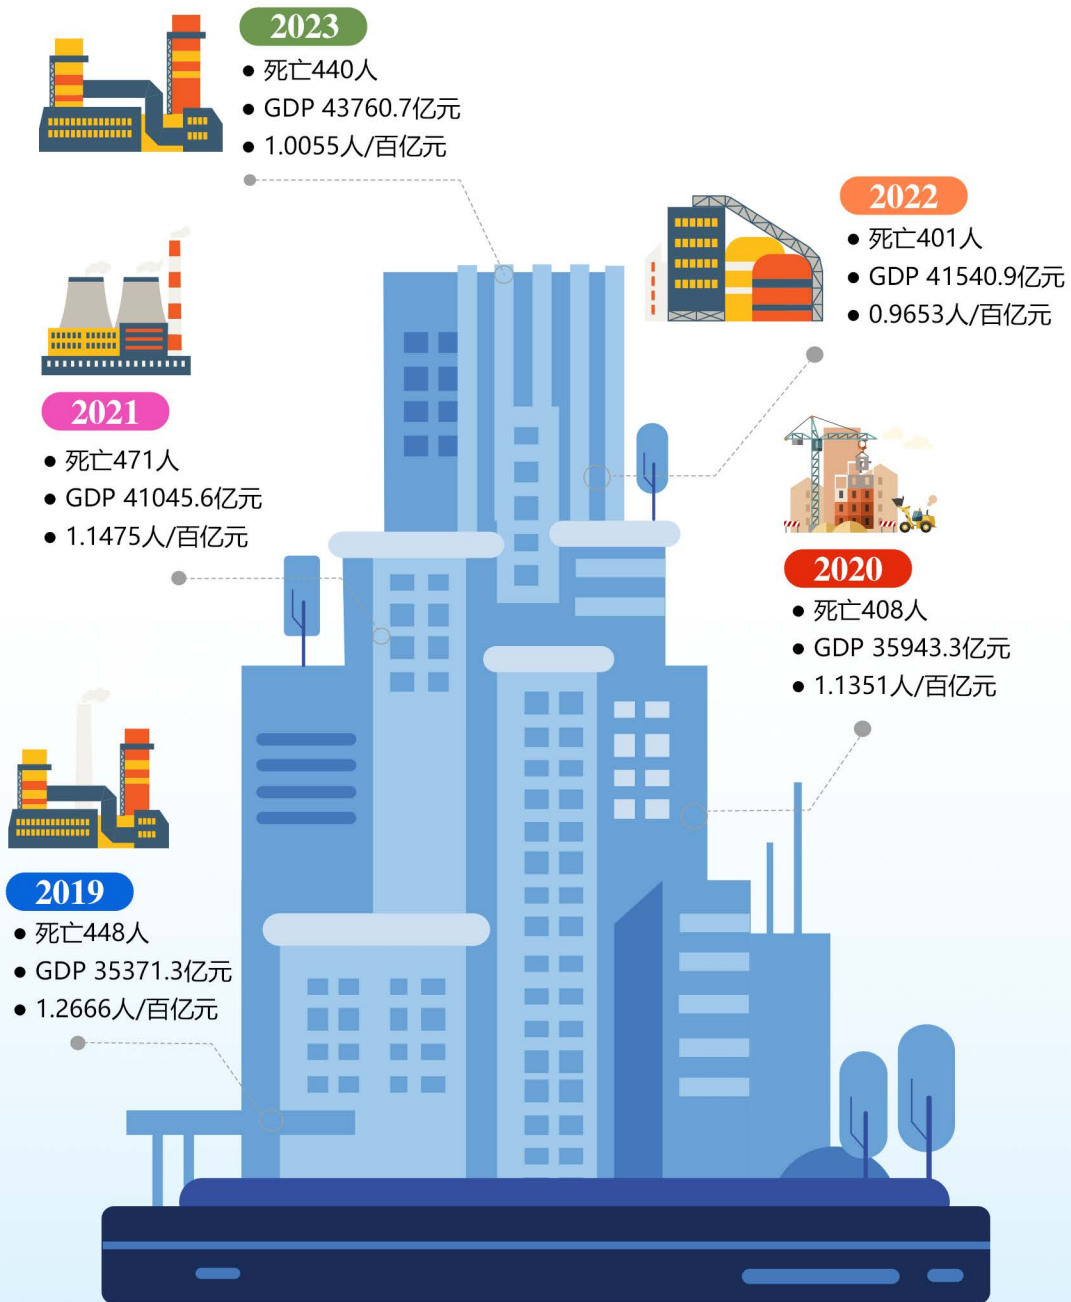 2023
● 死亡440人
● GDP 43760.7亿元
● 1.0055人/百亿元
2022
● 死亡401人
● GDP 41540.9亿元
● 0.9653人/百亿元
2021
● 死亡471人
● GDP 41045.6亿元
● 1.1475人/百亿元
2020
● 死亡408人
● GDP 35943.3亿元
● 1.1351人/百亿元
2019
● 死亡448人
● GDP 35371.3亿元
● 1.2666人/百亿元